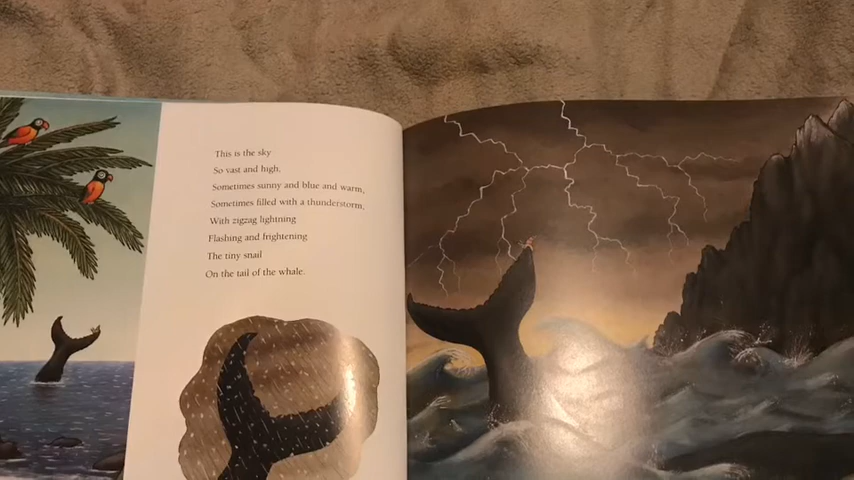 This is the sky
So vast and high,
Sometimes sunny and blue and warm,
Sometimes filled with a thunderstorm,
With zigzag lightning
Flashing and frightening
The tiny snail
On the tail of the whale.